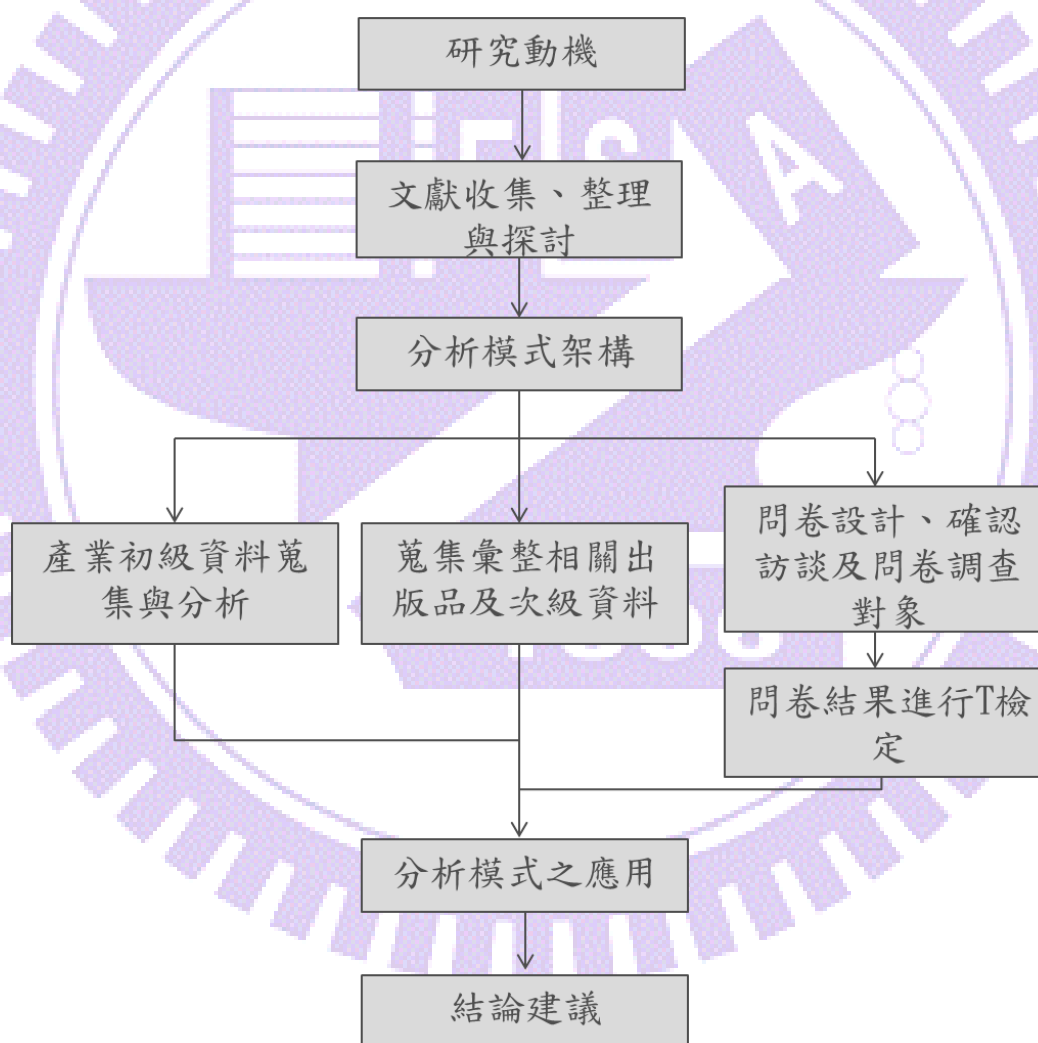 研究動機
文獻收集、整理
與探討
分析模式架構
產業初級資料蒐
集與分析
蒐集彙整相關出
版品及次級資料
問卷設計、確認
訪談及問卷調查
對象
問卷結果進行T檢
定
分析模式之應用
結論建議